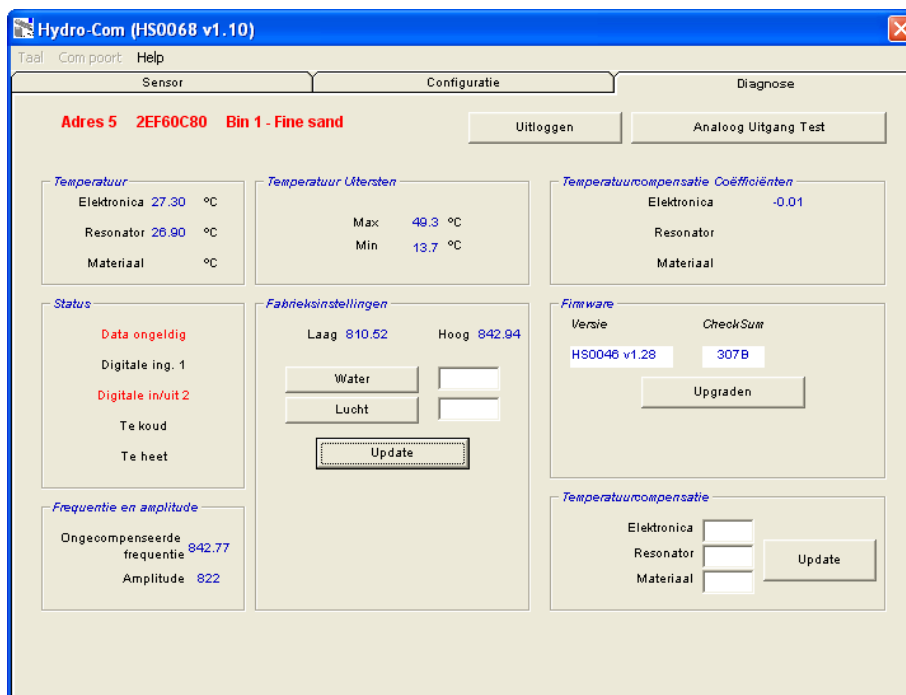 Hydro-Com (HS0068 v1.10)
Taal Com poort Help
Sensor Configuratie Diagnose
Adres 5 2EF60C80 Bin 1 - Fine sand
Uitloggen Analoog Uitgang Test
Temperatuur
Elektronica 27.30 ºC
Resonator 26.90 ºC
Materiaal ºC
Temperatuur Uitersten
Max 49.3 ºC
Min 13.7 ºC
Temperatuurcompensatie Coëfficiënten
Elektronica -0.01
Resonator
Materiaal
Status
Data ongeldig
Digitale ing. 1
Digitale in/uit 2
Te koud
Te heet
Fabrieksinstellingen
Laag 810.52 Hoog 842.94
Water
Lucht
Update
Firmware
Versie CheckSum
HS0046 v1.28 307B
Upgraden
Frequentie en amplitude
Ongecompenseerde
frequentie 842.77
Amplitude 822
Temperatuurcompensatie
Elektronica
Resonator
Materiaal
Update